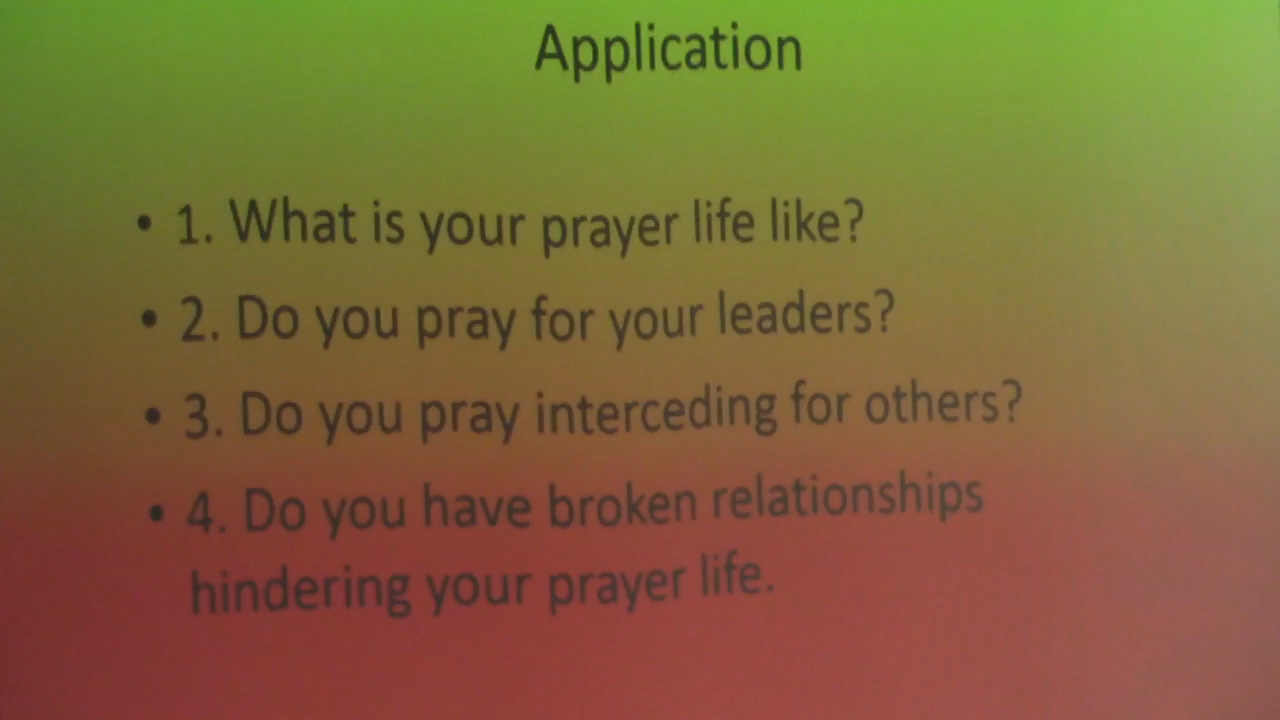 Application
• 1. What is your prayer life like?
• 2. Do you pray for your leaders?
• 3. Do you pray interceding for others?
• 4. Do you have broken relationships
hindering your prayer life.